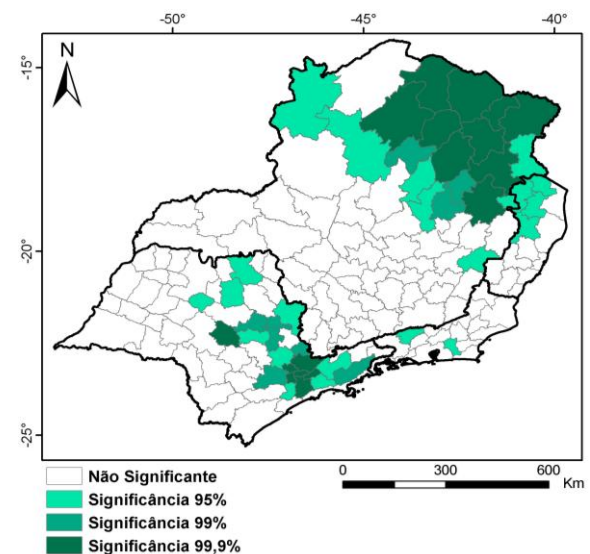 -50° -45° -40°
N
-15°
-20°
-25°
Não Significante
Significância 95%
Significância 99%
Significância 99,9%
0 300 600
Km